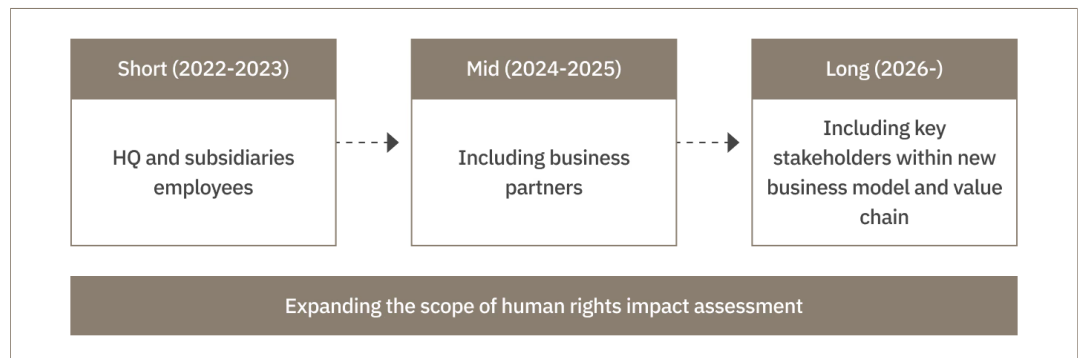 Short (2022-2023)
HQ and subsidiaries
employees
Mid (2024-2025)
Including business
partners
Long (2026-)
Including key
stakeholders within new
business model and value
chain
Expanding the scope of human rights impact assessment